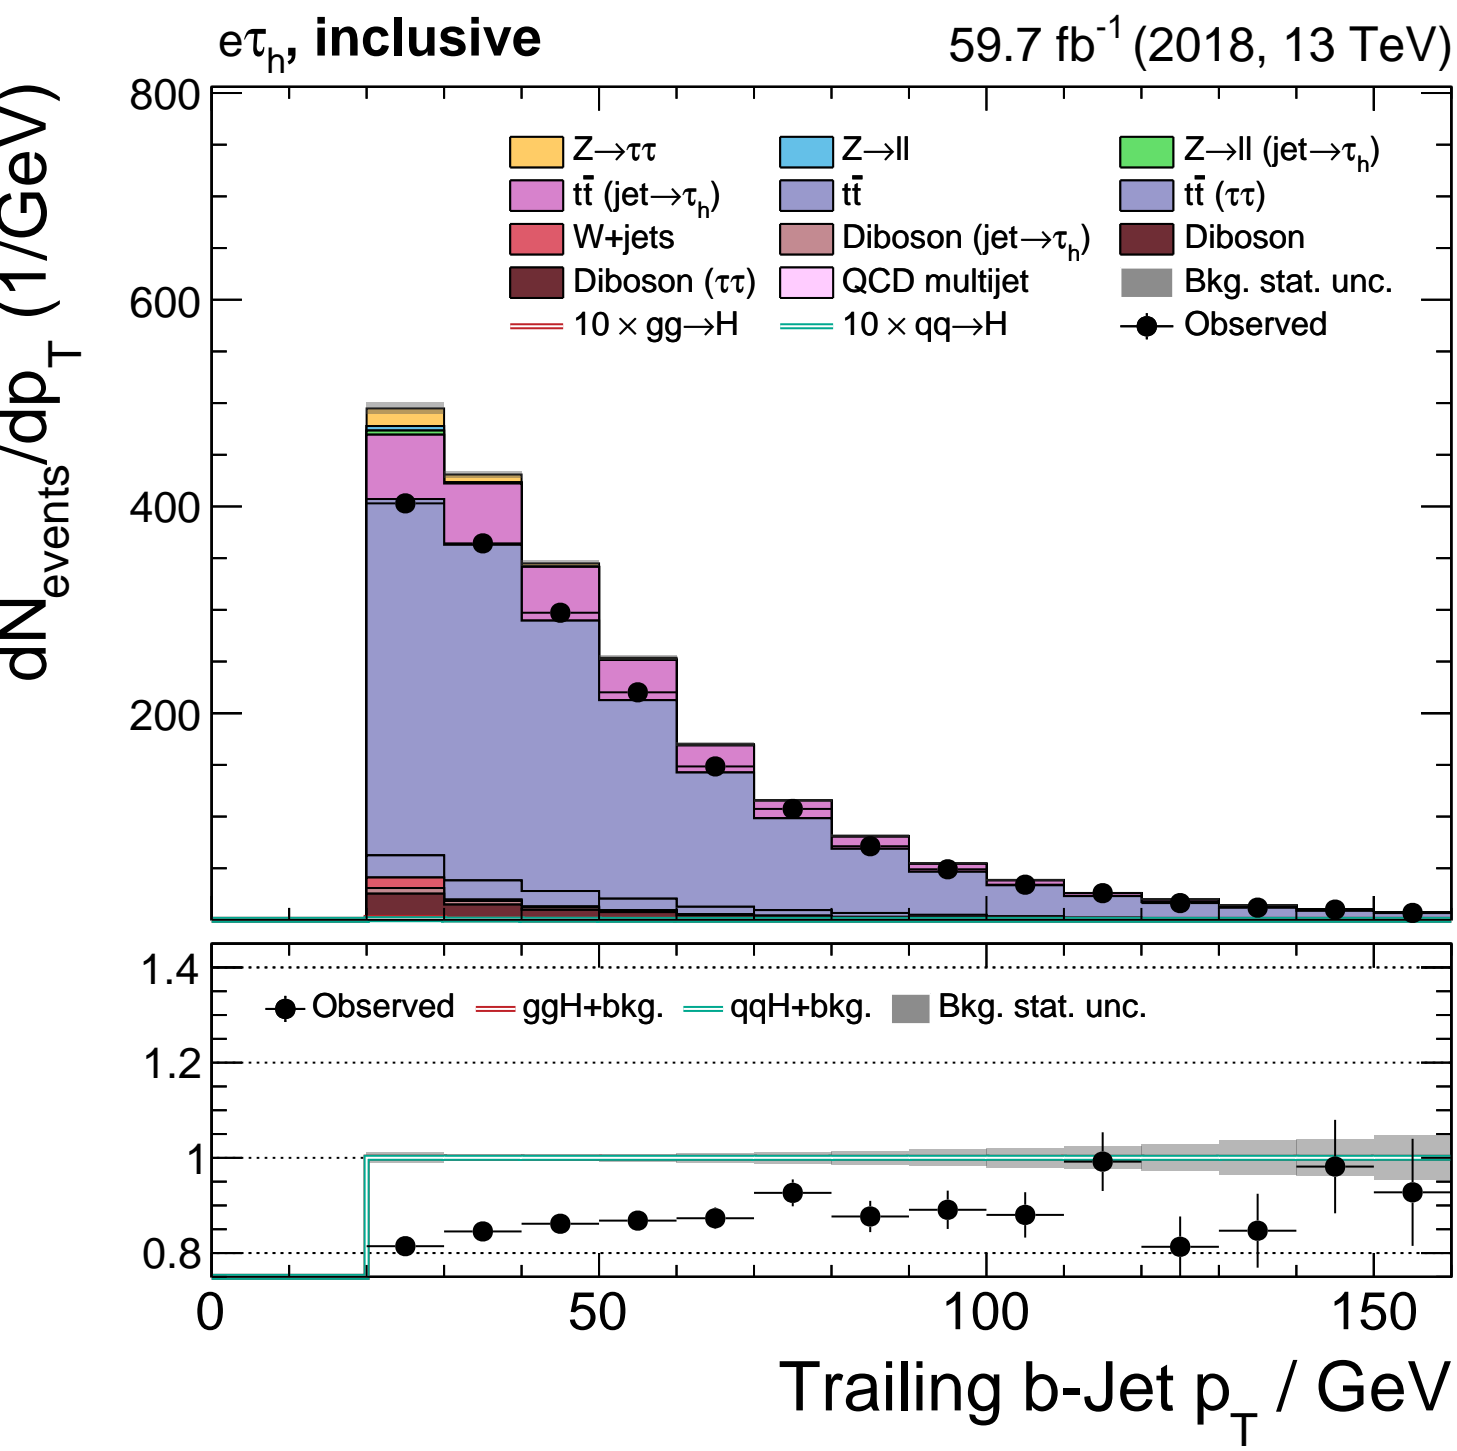 eτh, inclusive
59.7 fb-1 (2018, 13 TeV)
dNevents/dpT (1/GeV)
800
600
400
200
Z→ττ Z→ll Z→ll (jet→τh)
tt̄ (jet→τh) tt̄ tt̄ (ττ)
W+jets Diboson (jet→τh) Diboson
Diboson (ττ) QCD multijet Bkg. stat. unc.
10 × gg→H 10 × qq→H Observed
1.4
1.2
1
0.8
Observed ggH+bkg. qqH+bkg. Bkg. stat. unc.
0 50 100 150
Trailing b-Jet pT / GeV